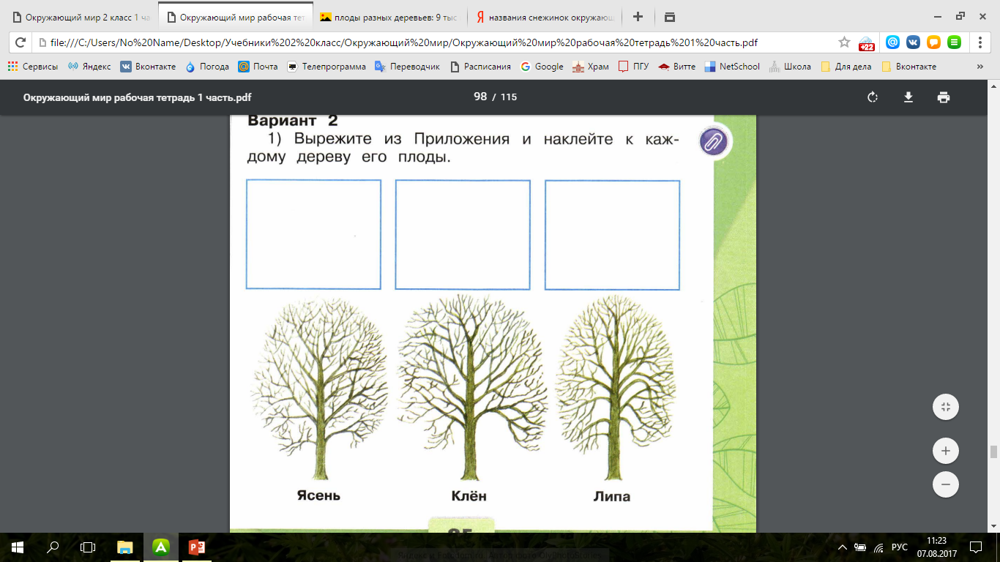 Окружающий мир 2 класс 1 ча
Окружающий мир рабочая тет
плоды разных деревьев: 9 тыс
названия снежинок окружающ
file:///C:/Users/No%20Name/Desktop/Учебники%202%20класс/Окружающий%20мир/Окружающий%20мир%20рабочая%20тетрадь%201%20часть.pdf
+22
Сервисы Яндекс Вконтакте Погода Почта Телепрограмма Переводчик Расписания Google Храм ПГУ Витте NetSchool Школа Для дела Вконтакте »
Окружающий мир рабочая тетрадь 1 часть.pdf 98 / 115
Вариант 2
1) Вырежите из Приложения и наклейте к каж-
дому дереву его плоды.
Ясень Клён Липа
РУС
11:23
07.08.2017